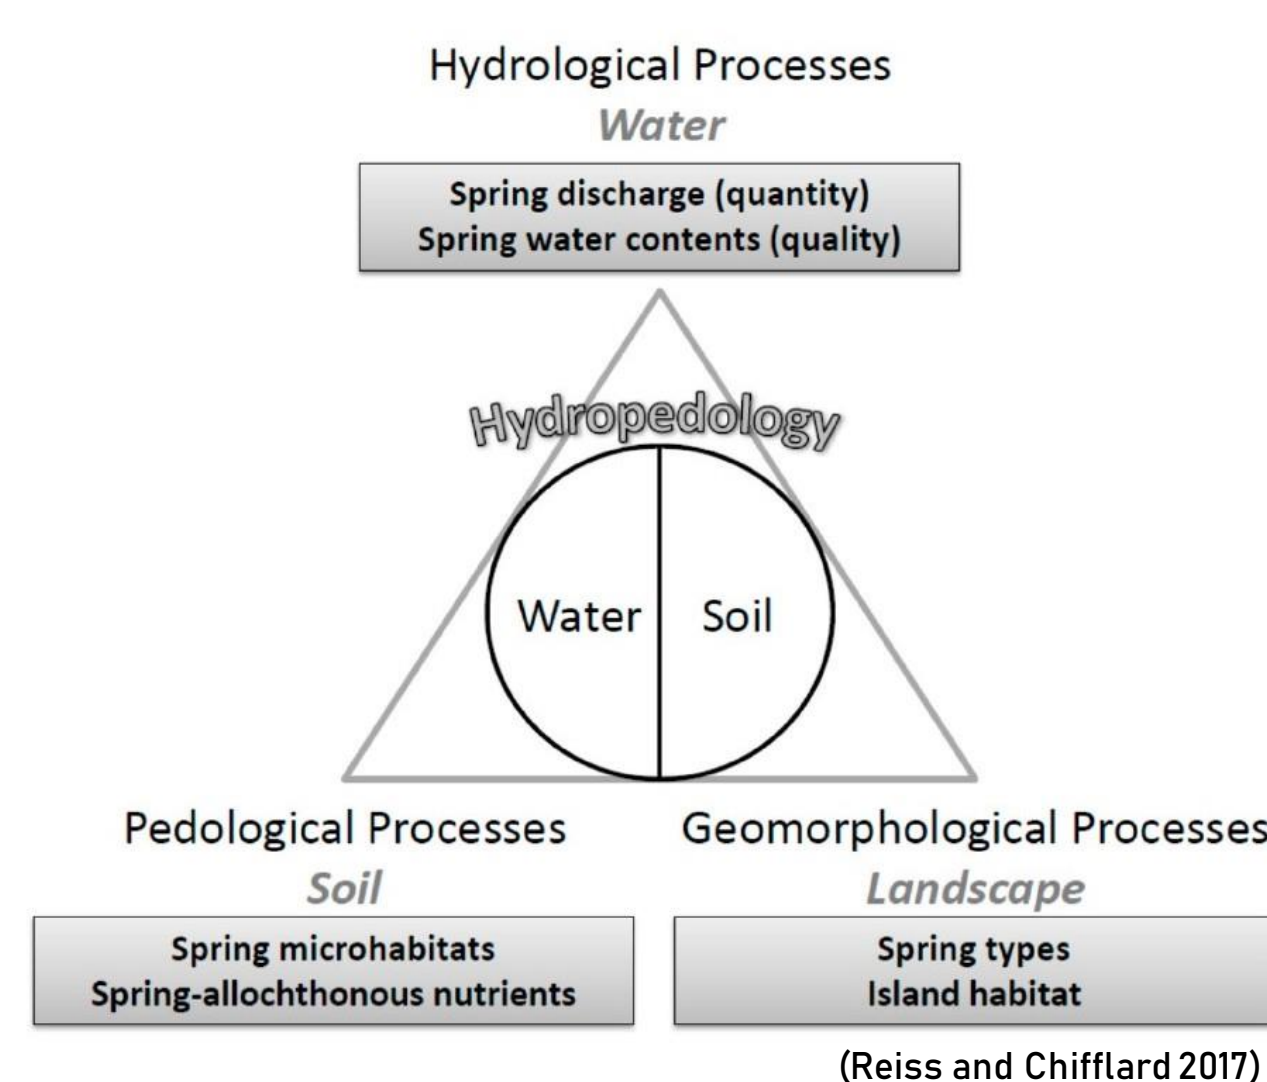 Hydrological Processes
Water
Spring discharge (quantity)
Spring water contents (quality)
Hydropedology
Water
Soil
Pedological Processes
Soil
Spring microhabitats
Spring-allochthonous nutrients
Geomorphological Processes
Landscape
Spring types
Island habitat
(Reiss and Chifflard 2017)